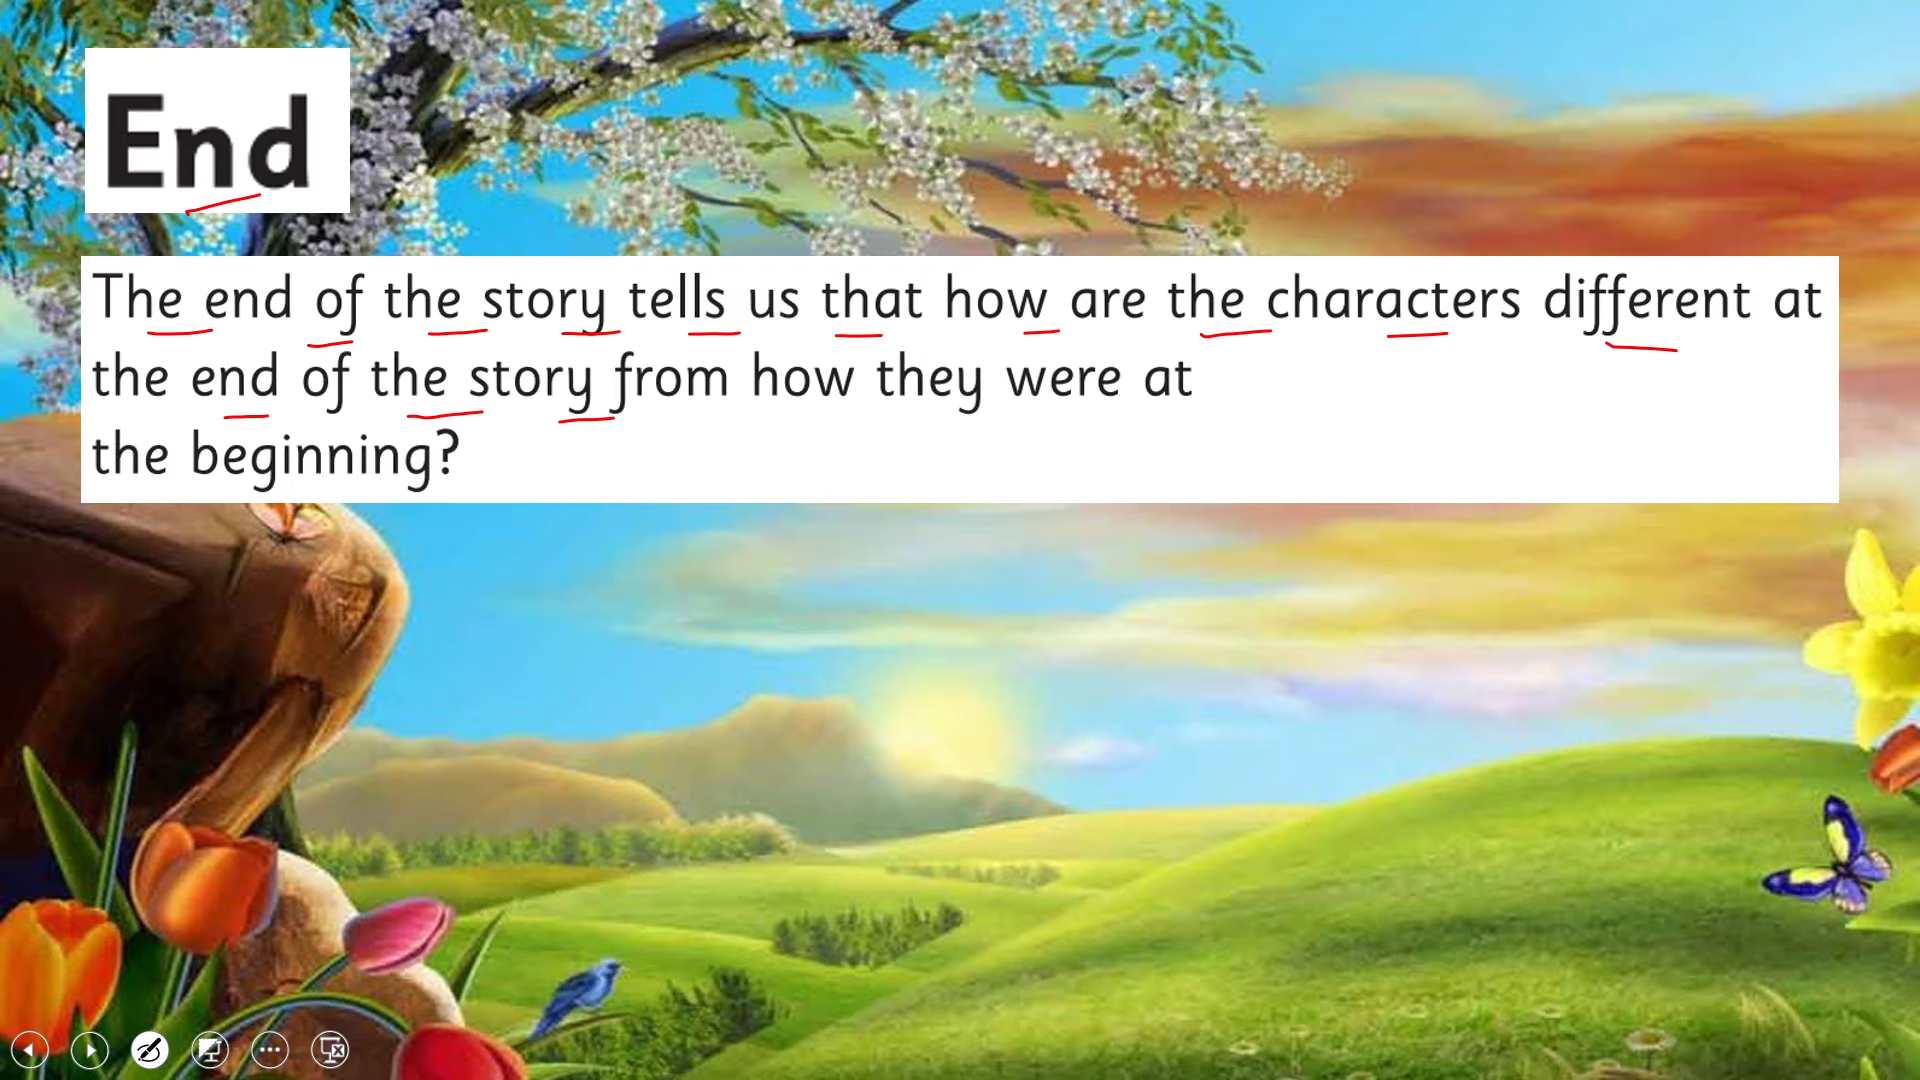 End
The end of the story tells us that how are the characters different at
the end of the story from how they were at
the beginning?